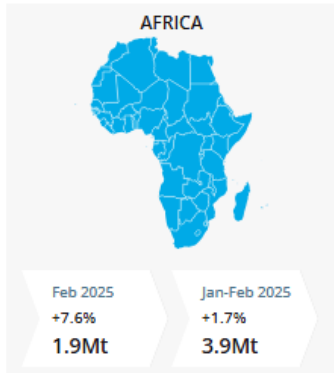 AFRICA
Feb 2025
+7.6%
1.9Mt
Jan-Feb 2025
+1.7%
3.9Mt